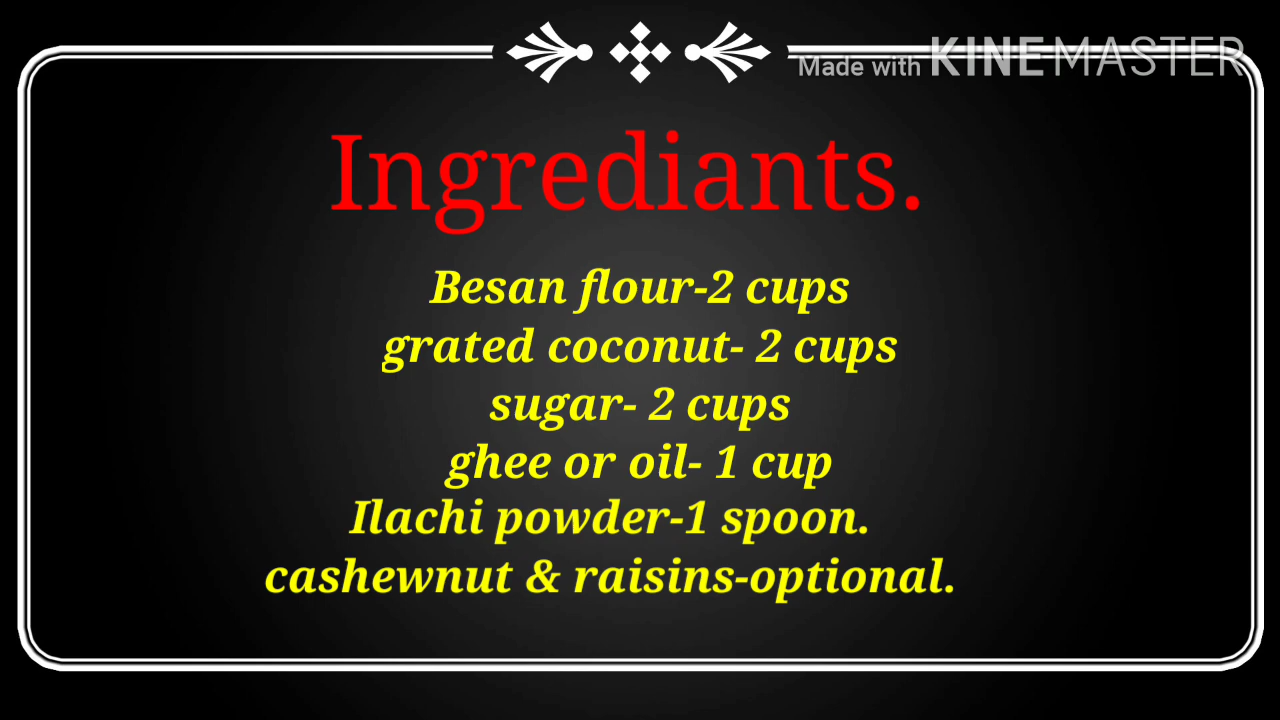 Made with KINEMASTER
Ingrediants.
Besan flour-2 cups
grated coconut- 2 cups
sugar- 2 cups
ghee or oil- 1 cup
Ilachi powder-1 spoon.
cashewnut & raisins-optional.